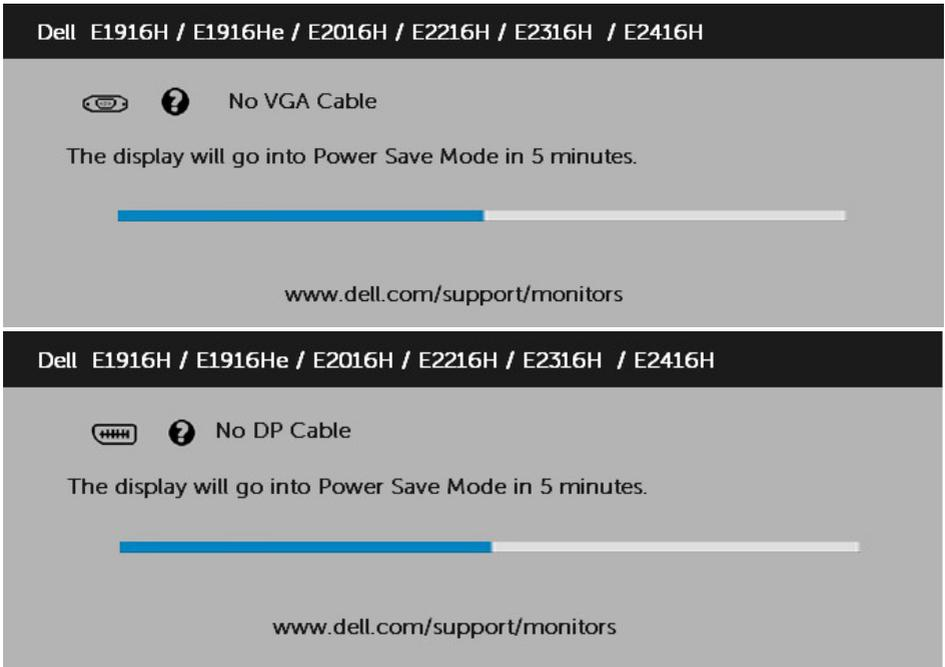 Dell E1916H / E1916He / E2016H / E2216H / E2316H / E2416H
? No VGA Cable
The display will go into Power Save Mode in 5 minutes.
www.dell.com/support/monitors
Dell E1916H / E1916He / E2016H / E2216H / E2316H / E2416H
? No DP Cable
The display will go into Power Save Mode in 5 minutes.
www.dell.com/support/monitors